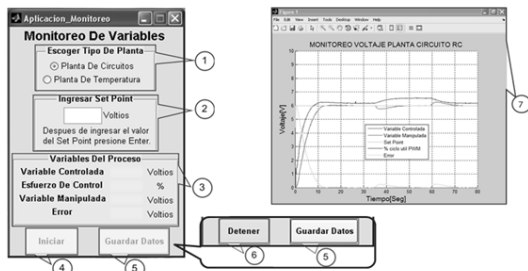 Aplicacion_Monitoreo
Monitoreo De Variables
Escoger Tipo De Planta
Planta De Circuitos
Planta De Temperatura
1
Ingresar Set Point
Voltios
Despues de ingresar el valor
del Set Point presione Enter.
2
Variables Del Proceso
Variable Controlada Voltios
Esfuerzo De Control %
Variable Manipulada Voltios
Error Voltios
3
Iniciar Guardar Datos
4 5
Detener Guardar Datos
6 5
Figure 1
File Edit View Insert Tools Desktop Window Help
MONITOREO VOLTAJE PLANTA CIRCUITO RC
Voltaje[V]
10
9
8
7
6
5
4
3
2
1
0
Variable Controlada
Variable Manipulada
Set Point
% ciclo util PWM
Error
0 10 20 30 40 50 60 70 80
Tiempo[Seg]
7